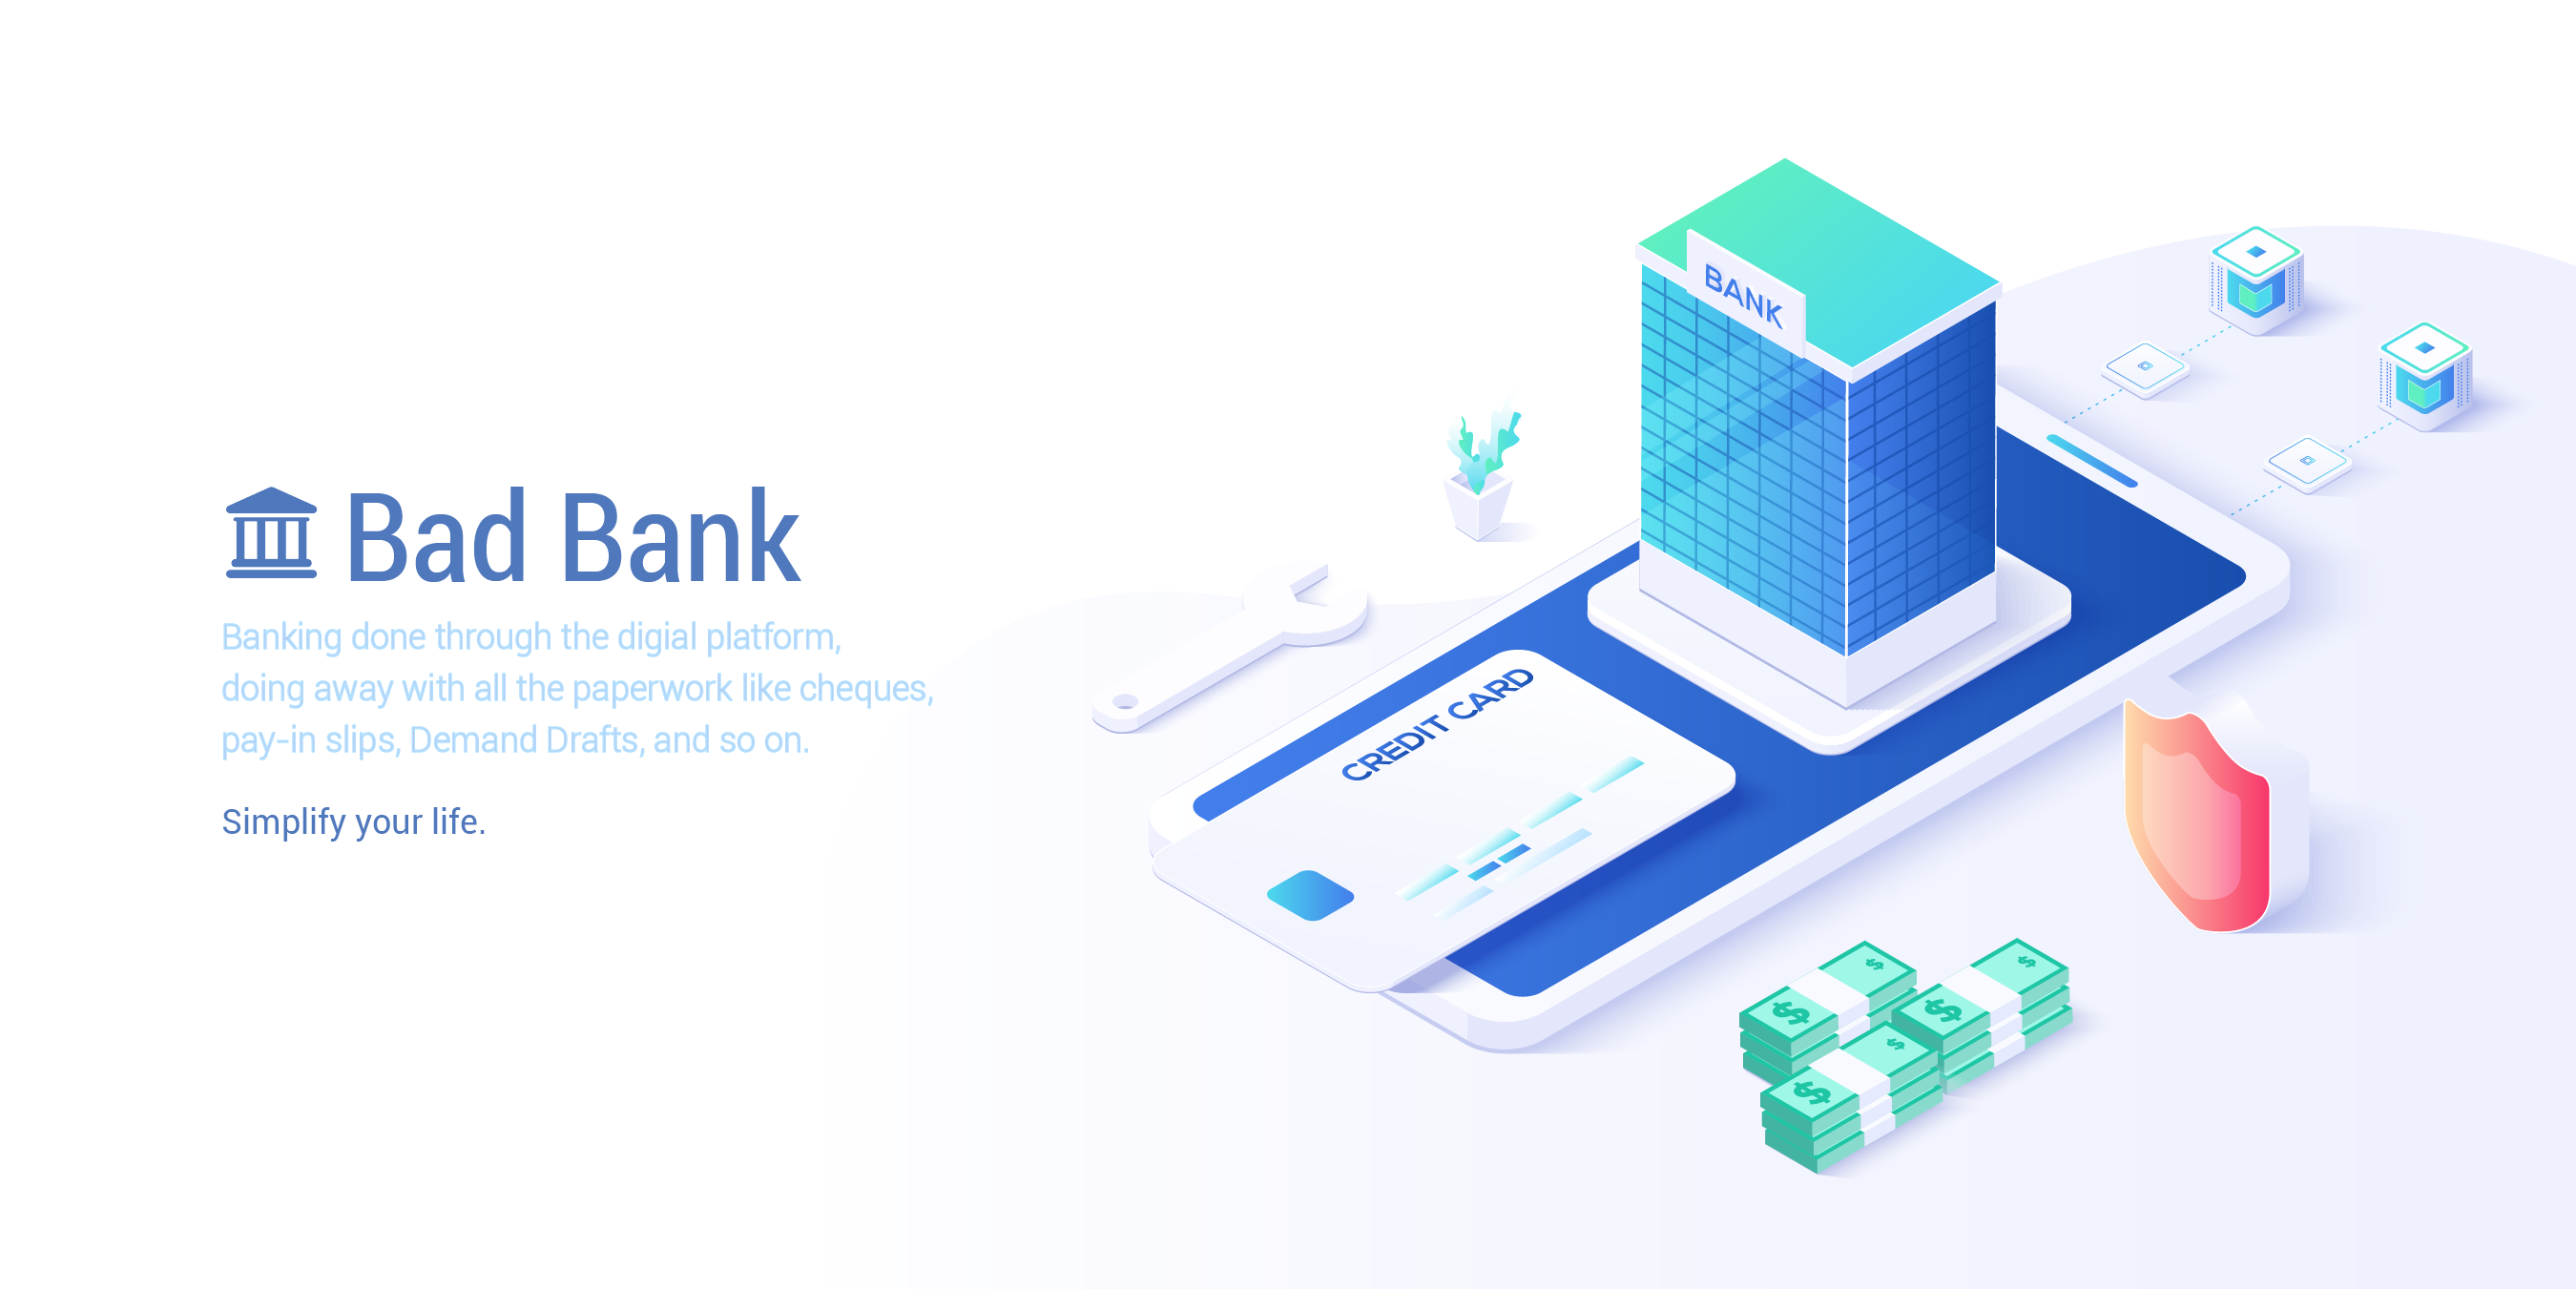 Bad Bank
Banking done through the digial platform,
doing away with all the paperwork like cheques,
pay-in slips, Demand Drafts, and so on.
Simplify your life.
BANK
CREDIT CARD
$
$
$
$
$
$